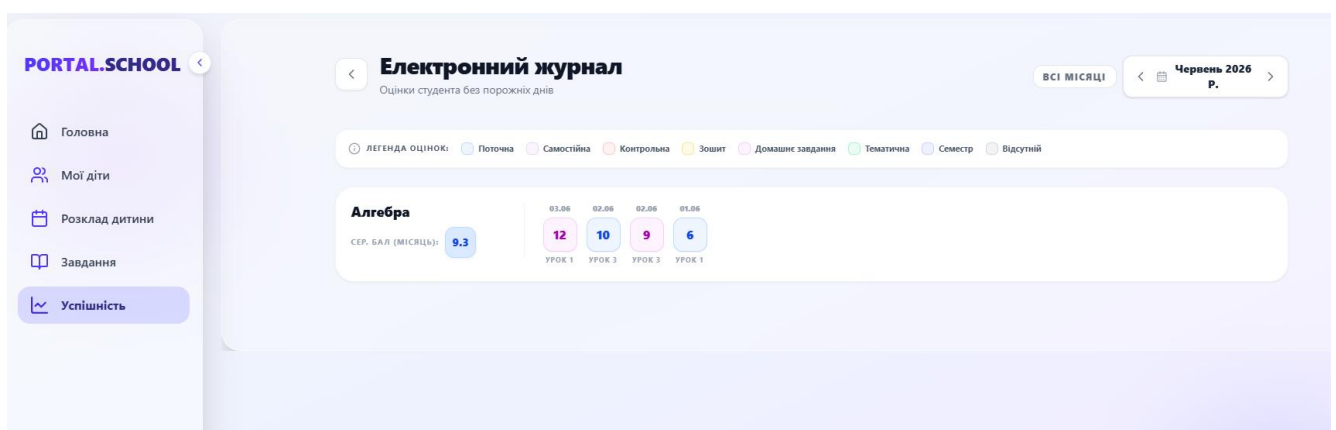 PORTAL.SCHOOL
Головна
Мої діти
Розклад дитини
Завдання
Успішність
Електронний журнал
Оцінки студента без порожніх днів
ВСІ МІСЯЦІ
Червень 2026
Р.
ЛЕГЕНДА ОЦІНОК: Поточна Самостійна Контрольна Зошит Домашнє завдання Тематична Семестр Відсутній
Алгебра
СЕР. БАЛ (МІСЯЦЬ): 9.3
03.06 02.06 02.06 01.06
12 10 9 6
УРОК 1 УРОК 3 УРОК 3 УРОК 1